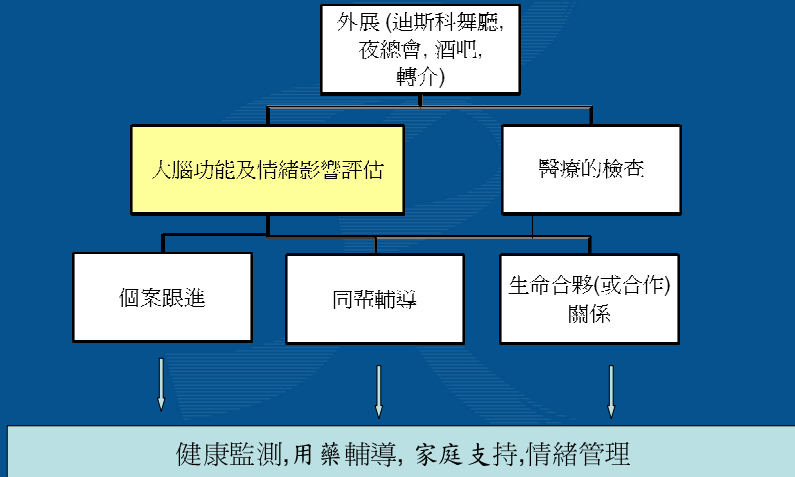 外展 (迪斯科舞廳,
夜總會, 酒吧,
轉介)
大腦功能及情緒影響評估
醫療的檢查
個案跟進
同輩輔導
生命合夥(或合作)
關係
健康監測,用藥輔導, 家庭支持,情緒管理